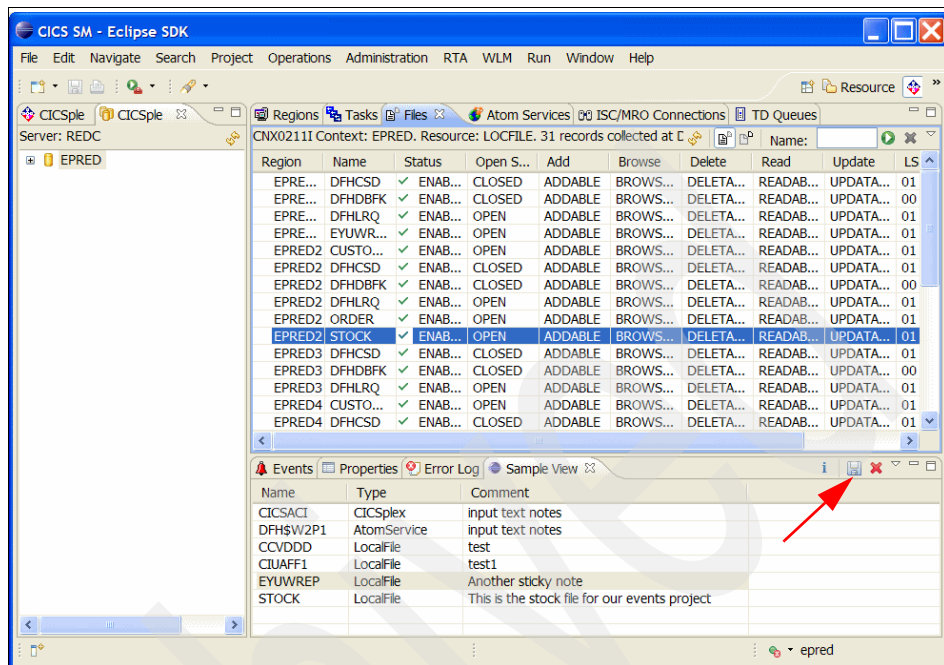 CICS SM - Eclipse SDK
File Edit Navigate Search Project Operations Administration RTA WLM Run Window Help
Resource »
CICSple CICSple Regions Tasks Files Atom Services ISC/MRO Connections TD Queues
Server: REDC CNX0211I Context: EPRED. Resource: LOCFILE. 31 records collected at Name:
EPRED
Region Name Status Open S... Add Browse Delete Read Update LS
EPRE... DFHCSD ENAB... CLOSED ADDABLE BROWS... DELETA... READAB... UPDATA... 01
EPRE... DFHDBFK ENAB... CLOSED ADDABLE BROWS... DELETA... READAB... UPDATA... 00
EPRE... DFHLRQ ENAB... OPEN ADDABLE BROWS... DELETA... READAB... UPDATA... 01
EPRE... EYUWR... ENAB... OPEN ADDABLE BROWS... DELETA... READAB... UPDATA... 01
EPRED2 CUSTO... ENAB... OPEN ADDABLE BROWS... DELETA... READAB... UPDATA... 01
EPRED2 DFHCSD ENAB... CLOSED ADDABLE BROWS... DELETA... READAB... UPDATA... 01
EPRED2 DFHDBFK ENAB... CLOSED ADDABLE BROWS... DELETA... READAB... UPDATA... 00
EPRED2 DFHLRQ ENAB... OPEN ADDABLE BROWS... DELETA... READAB... UPDATA... 01
EPRED2 ORDER ENAB... OPEN ADDABLE BROWS... DELETA... READAB... UPDATA... 01
EPRED2 STOCK ENAB... OPEN ADDABLE BROWS... DELETA... READAB... UPDATA... 01
EPRED3 DFHCSD ENAB... CLOSED ADDABLE BROWS... DELETA... READAB... UPDATA... 01
EPRED3 DFHDBFK ENAB... CLOSED ADDABLE BROWS... DELETA... READAB... UPDATA... 00
EPRED3 DFHLRQ ENAB... OPEN ADDABLE BROWS... DELETA... READAB... UPDATA... 01
EPRED4 CUSTO... ENAB... OPEN ADDABLE BROWS... DELETA... READAB... UPDATA... 01
EPRED4 DFHCSD ENAB... CLOSED ADDABLE BROWS... DELETA... READAB... UPDATA... 01
Events Properties Error Log Sample View
Name Type Comment
CICSACI CICSplex input text notes
DFH$W2P1 AtomService input text notes
CCVDDD LocalFile test
CIUAFF1 LocalFile test1
EYUWREP LocalFile Another sticky note
STOCK LocalFile This is the stock file for our events project
epred